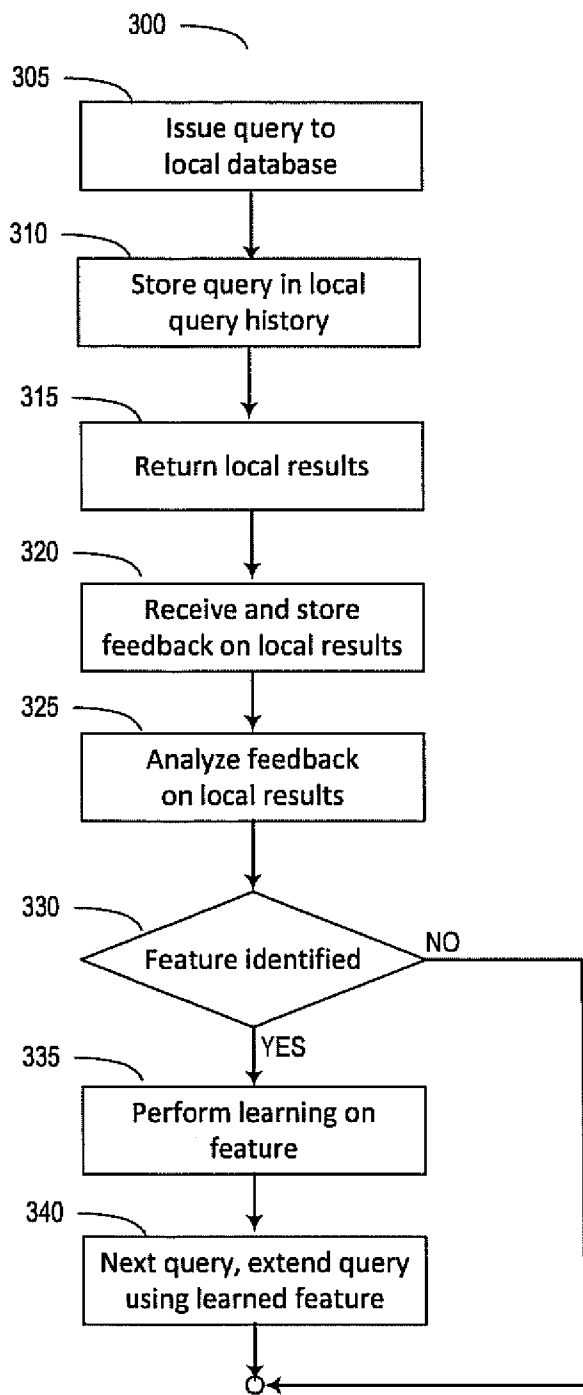 300
305
Issue query to
local database
310
Store query in local
query history
315
Return local results
320
Receive and store
feedback on local results
325
Analyze feedback
on local results
330
Feature identified
NO
YES
335
Perform learning on
feature
340
Next query, extend query
using learned feature